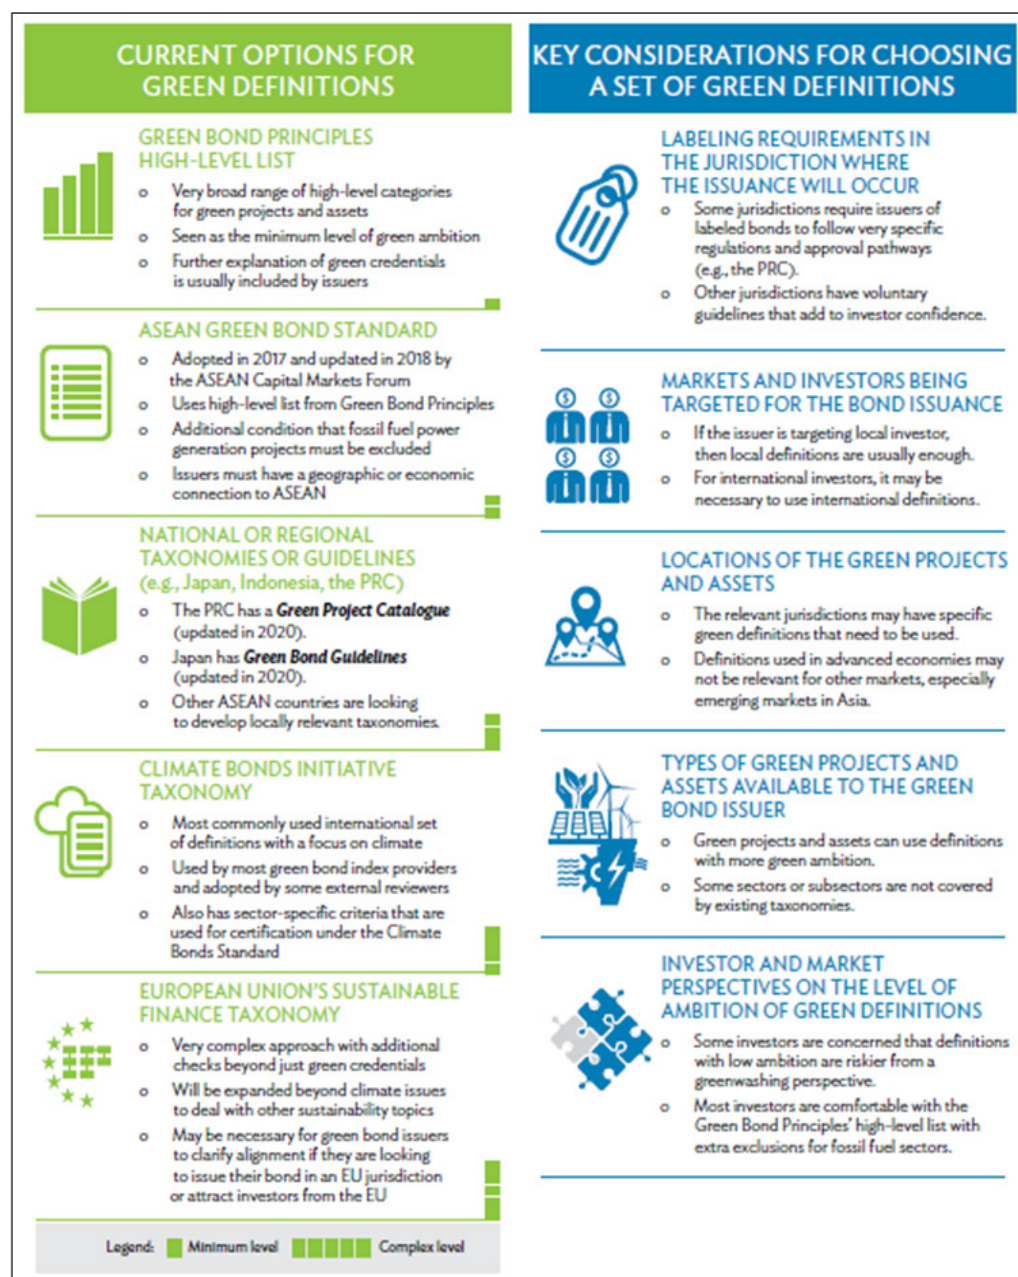 CURRENT OPTIONS FOR
GREEN DEFINITIONS
GREEN BOND PRINCIPLES
HIGH-LEVEL LIST
o Very broad range of high-level categories
for green projects and assets
o Seen as the minimum level of green ambition
o Further explanation of green credentials
is usually included by issuers
ASEAN GREEN BOND STANDARD
o Adopted in 2017 and updated in 2018 by
the ASEAN Capital Markets Forum
o Uses high-level list from Green Bond Principles
o Additional condition that fossil fuel power
generation projects must be excluded
o Issuers must have a geographic or economic
connection to ASEAN
NATIONAL OR REGIONAL
TAXONOMIES OR GUIDELINES
(e.g., Japan, Indonesia, the PRC)
o The PRC has a Green Project Catalogue
(updated in 2020).
o Japan has Green Bond Guidelines
(updated in 2020).
o Other ASEAN countries are looking
to develop locally relevant taxonomies.
CLIMATE BONDS INITIATIVE
TAXONOMY
o Most commonly used international set
of definitions with a focus on climate
o Used by most green bond index providers
and adopted by some external reviewers
o Also has sector-specific criteria that are
used for certification under the Climate
Bonds Standard
EUROPEAN UNION'S SUSTAINABLE
FINANCE TAXONOMY
o Very complex approach with additional
checks beyond just green credentials
o Will be expanded beyond climate issues
to deal with other sustainability topics
o May be necessary for green bond issuers
to clarify alignment if they are looking
to issue their bond in an EU jurisdiction
or attract investors from the EU
Legend: Minimum level Complex level
KEY CONSIDERATIONS FOR CHOOSING
A SET OF GREEN DEFINITIONS
LABELING REQUIREMENTS IN
THE JURISDICTION WHERE
THE ISSUANCE WILL OCCUR
o Some jurisdictions require issuers of
labeled bonds to follow very specific
regulations and approval pathways
(e.g., the PRC).
o Other jurisdictions have voluntary
guidelines that add to investor confidence.
MARKETS AND INVESTORS BEING
TARGETED FOR THE BOND ISSUANCE
$ $
$ $
o If the issuer is targeting local investor,
then local definitions are usually enough.
o For international investors, it may be
necessary to use international definitions.
LOCATIONS OF THE GREEN PROJECTS
AND ASSETS
o The relevant jurisdictions may have specific
green definitions that need to be used.
o Definitions used in advanced economies may
not be relevant for other markets, especially
emerging markets in Asia.
TYPES OF GREEN PROJECTS AND
ASSETS AVAILABLE TO THE GREEN
BOND ISSUER
o Green projects and assets can use definitions
with more green ambition.
o Some sectors or subsectors are not covered
by existing taxonomies.
INVESTOR AND MARKET
PERSPECTIVES ON THE LEVEL OF
AMBITION OF GREEN DEFINITIONS
o Some investors are concerned that definitions
with low ambition are riskier from a
greenwashing perspective.
o Most investors are comfortable with the
Green Bond Principles' high-level list with
extra exclusions for fossil fuel sectors.